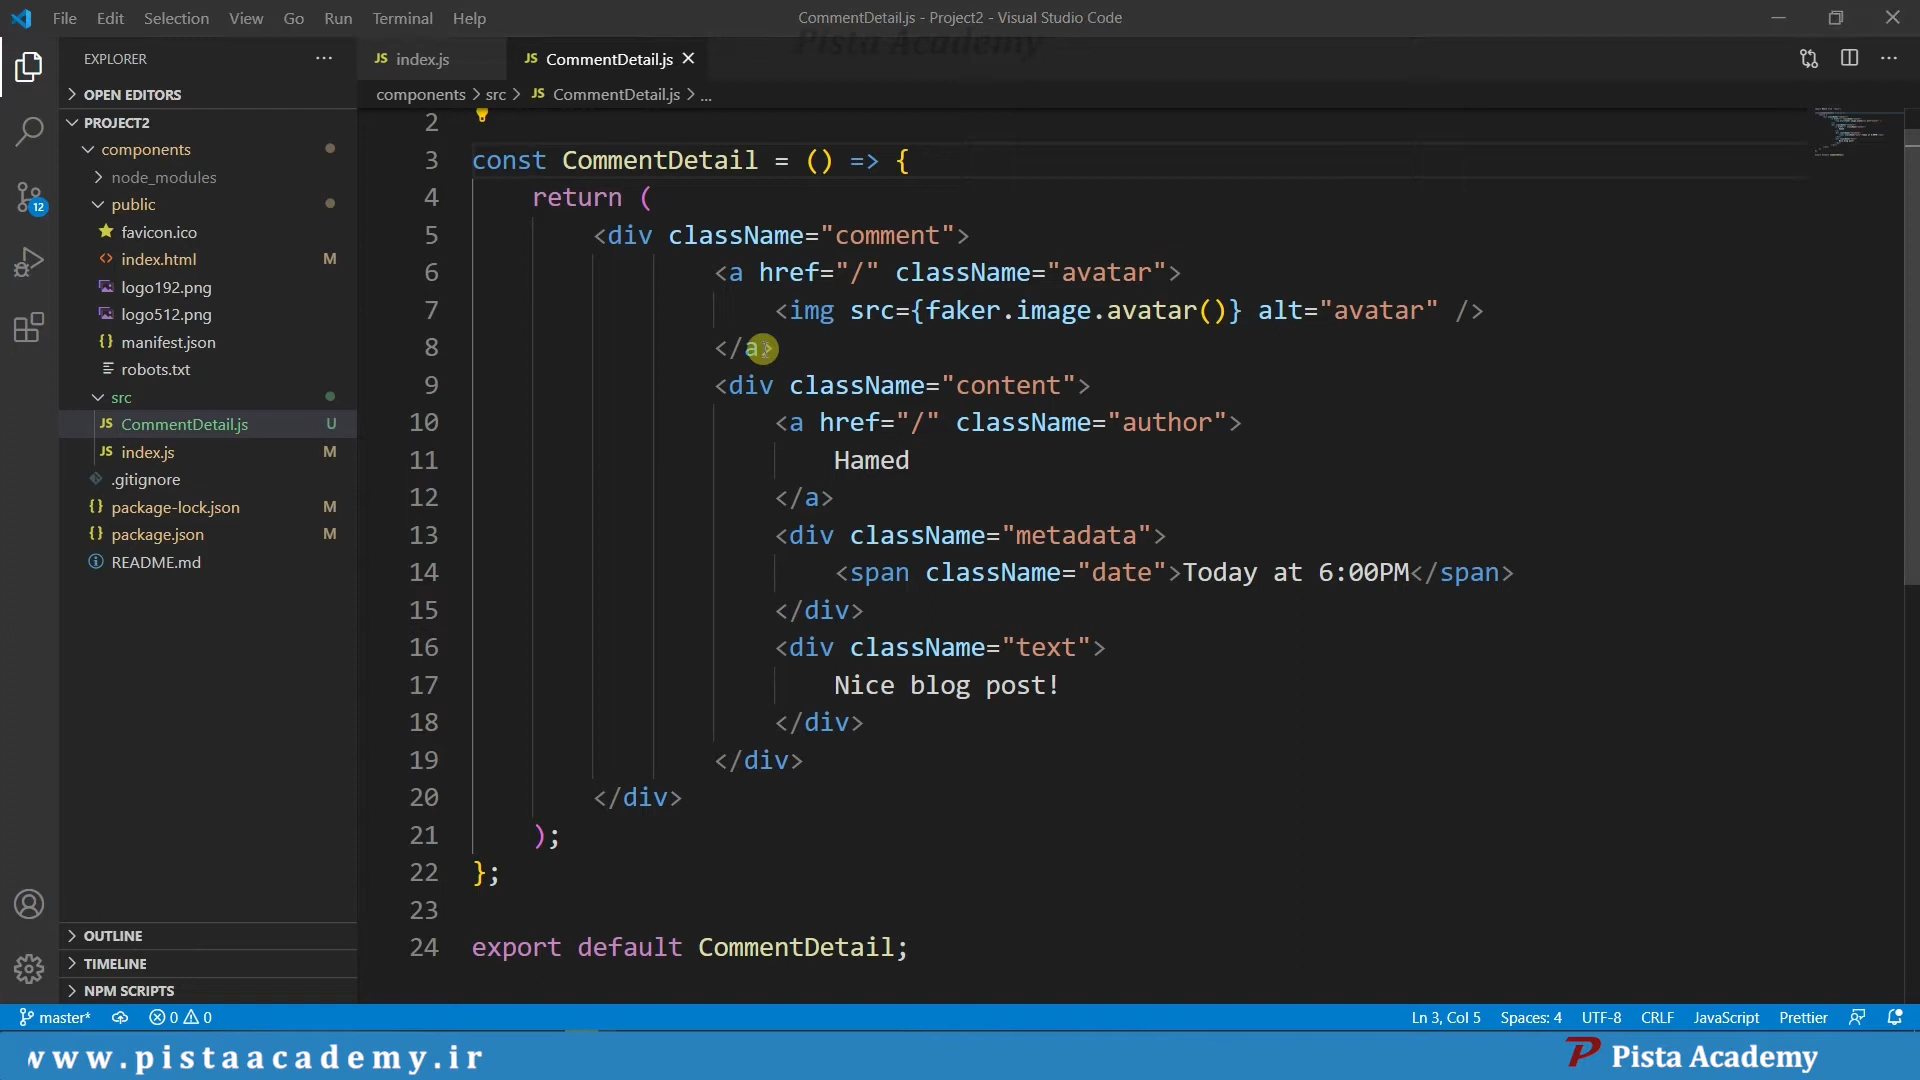 File Edit Selection View Go Run Terminal Help
CommentDetail.js - Project2 - Visual Studio Code
Pista Academy
EXPLORER
OPEN EDITORS
PROJECT2
components
node_modules
public
favicon.ico
index.html M
logo192.png
logo512.png
manifest.json
robots.txt
src
CommentDetail.js U
index.js M
.gitignore
package-lock.json M
package.json M
README.md
OUTLINE
TIMELINE
NPM SCRIPTS
12
JS index.js
JS CommentDetail.js
components > src > JS CommentDetail.js > ...
2
3 const CommentDetail = () => {
4 return (
5 <div className="comment">
6 <a href="/" className="avatar">
7 <img src={faker.image.avatar()} alt="avatar" />
8 </a>
9 <div className="content">
10 <a href="/" className="author">
11 Hamed
12 </a>
13 <div className="metadata">
14 <span className="date">Today at 6:00PM</span>
15 </div>
16 <div className="text">
17 Nice blog post!
18 </div>
19 </div>
20 </div>
21 );
22 };
23
24 export default CommentDetail;
master* 0 0 Ln 3, Col 5 Spaces: 4 UTF-8 CRLF JavaScript Prettier
www.pistaacademy.ir
P Pista Academy